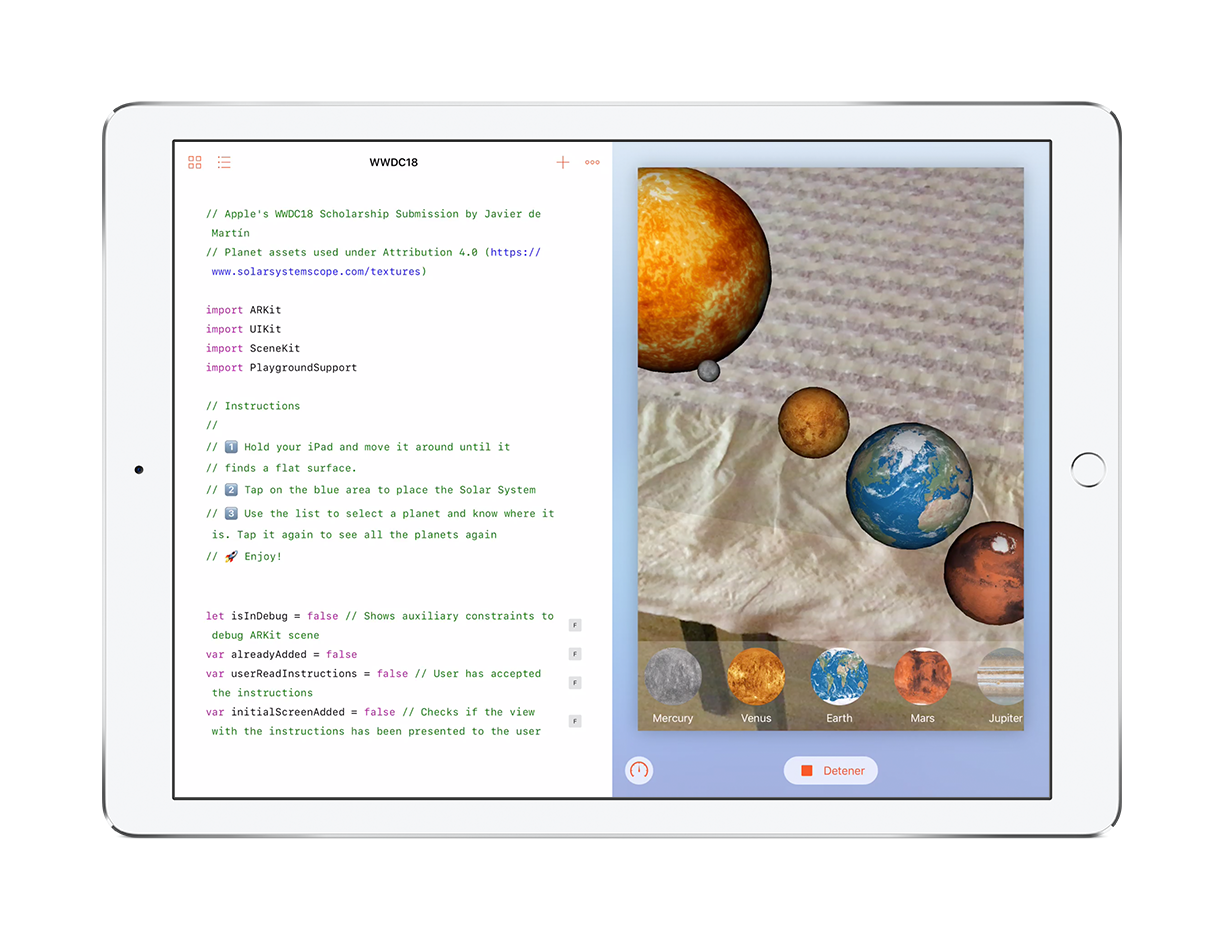 WWDC18
// Apple's WWDC18 Scholarship Submission by Javier de
Martín
// Planet assets used under Attribution 4.0 (https://
www.solarsystemscope.com/textures)
import ARKit
import UIKit
import SceneKit
import PlaygroundSupport
// Instructions
//
// 1️⃣ Hold your iPad and move it around until it
// finds a flat surface.
// 2️⃣ Tap on the blue area to place the Solar System
// 3️⃣ Use the list to select a planet and know where it
is. Tap it again to see all the planets again
// 🚀 Enjoy!
let isInDebug = false // Shows auxiliary constraints to
debug ARKit scene
F
var alreadyAdded = false
F
var userReadInstructions = false // User has accepted
the instructions
F
var initialScreenAdded = false // Checks if the view
with the instructions has been presented to the user
F
Mercury
Venus
Earth
Mars
Jupiter
Detener